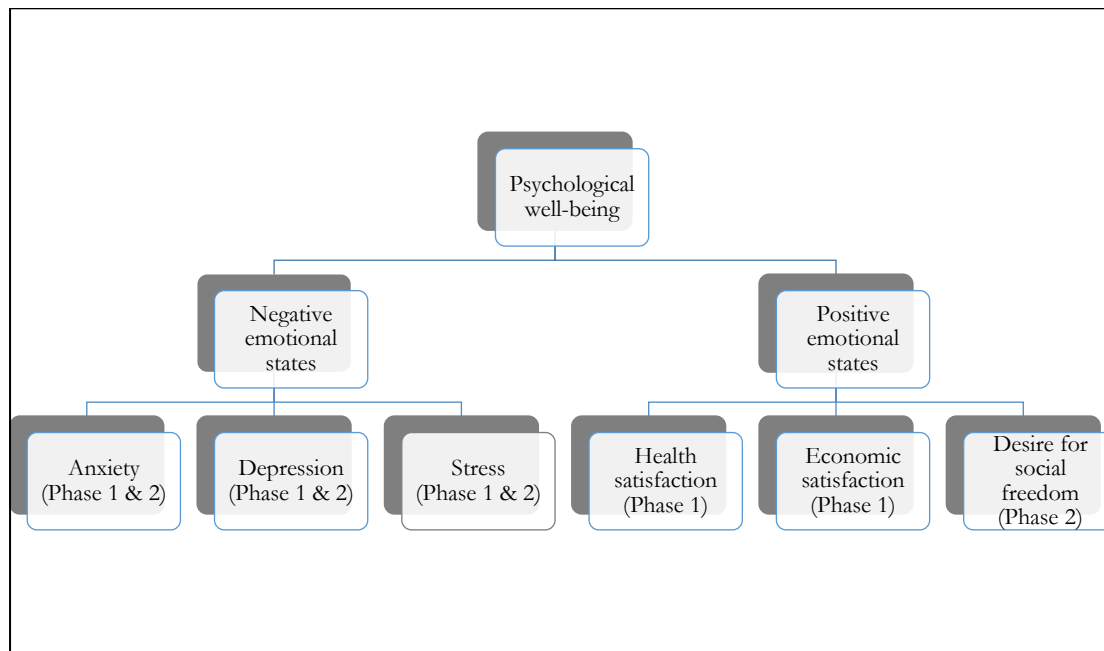 Psychological
well-being
Negative
emotional
states
Positive
emotional
states
Anxiety
(Phase 1 & 2)
Depression
(Phase 1 & 2)
Stress
(Phase 1 & 2)
Health
satisfaction
(Phase 1)
Economic
satisfaction
(Phase 1)
Desire for
social
freedom
(Phase 2)